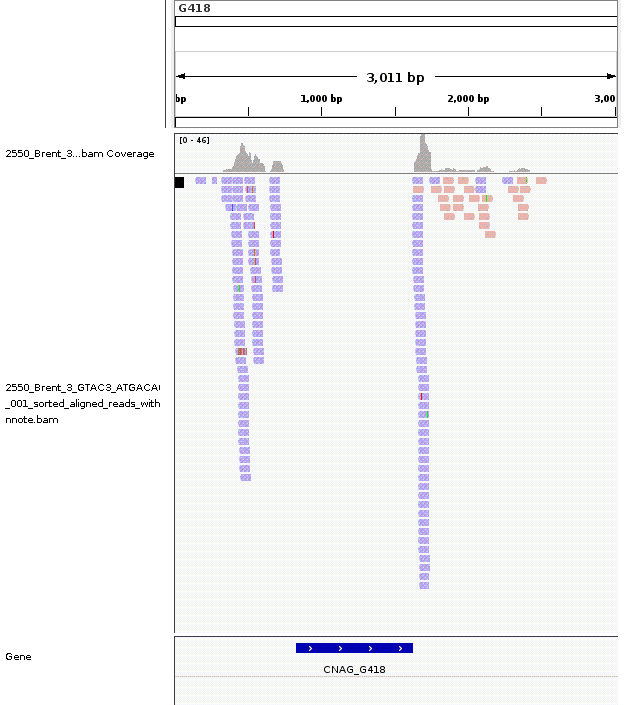 G418
3,011 bp
bp 1,000 bp 2,000 bp 3,00
[0 - 46]
2550_Brent_3...bam Coverage
2550_Brent_3_GTAC3_ATGACA
_001_sorted_aligned_reads_with
nnote.bam
Gene
CNAG_G418